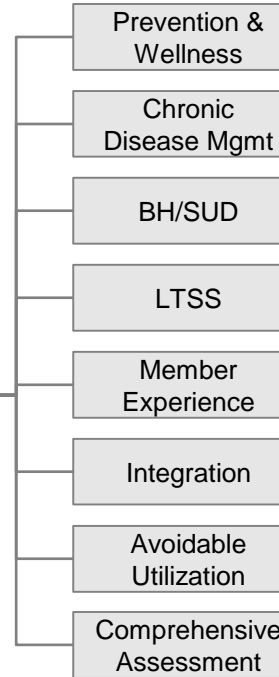 Prevention &
Wellness
Chronic
Disease Mgmt
BH/SUD
LTSS
Member
Experience
Integration
Avoidable
Utilization
Comprehensive
Assessment